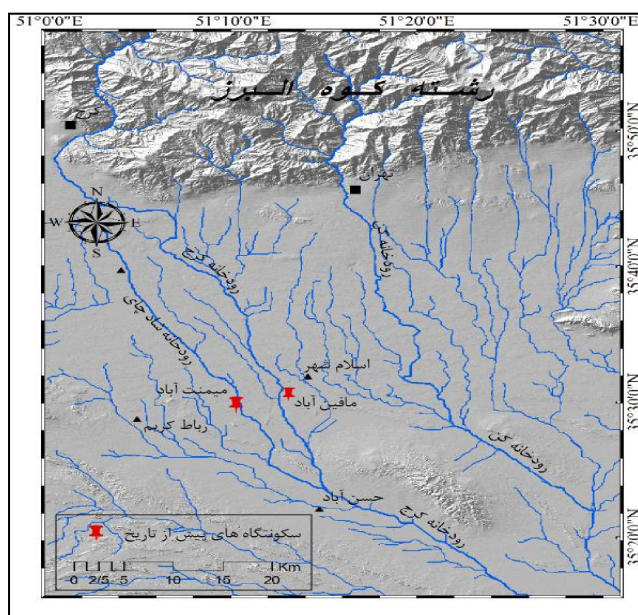 51°0'0"E 51°10'0"E 51°20'0"E 51°30'0"E
رشته کوه البرز
کرج
35°50'0"N
تهران
N
W E
S
رودخانه کن
رودخانه کرج
35°40'0"N
رودخانه شاد چای
اسلام شهر
میمنت آباد
مافین آباد
35°30'0"N
رباط کریم
رودخانه کن
حسن آباد
رودخانه کرج
35°20'0"N
سکونتگاه های پیش از تاریخ
Km
0 2/5 5 10 15 20